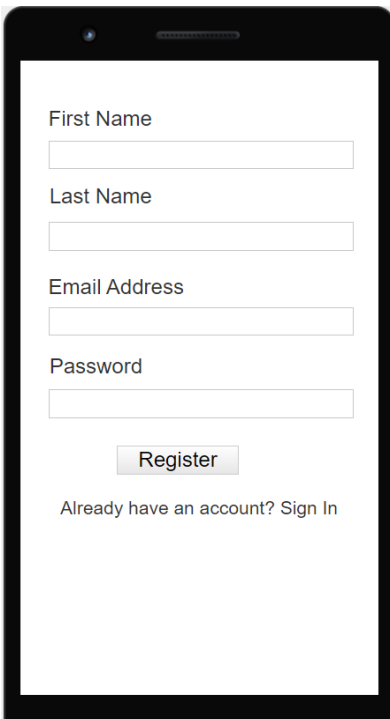 First Name
Last Name
Email Address
Password
Register
Already have an account? Sign In